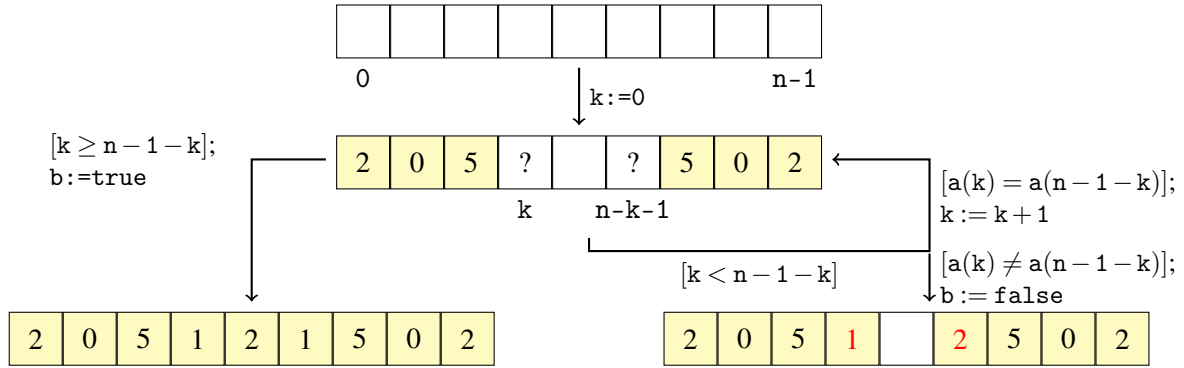 0 n-1
k:=0
[k ≥ n − 1 − k];
b:=true
2 0 5 ? ? 5 0 2
k n-k-1
[a(k) = a(n − 1 − k)];
k := k + 1
[k < n − 1 − k]
[a(k) ≠ a(n − 1 − k)];
b := false
2 0 5 1 2 1 5 0 2
2 0 5 1 2 5 0 2